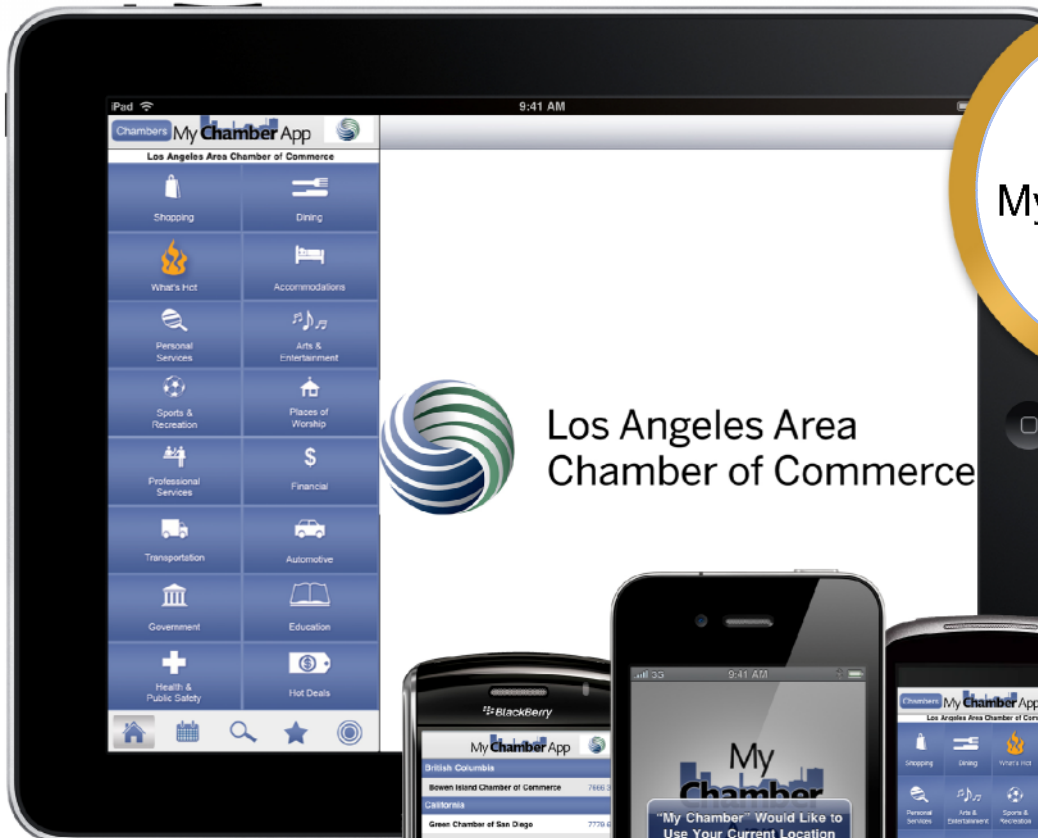 iPad
9:41 AM
Chambers
My Chamber App
Los Angeles Area Chamber of Commerce
Shopping
Dining
What's Hot
Accommodations
Personal
Services
Arts &
Entertainment
Sports &
Recreation
Places of
Worship
Professional
Services
Financial
Transportation
Automotive
Government
Education
Health &
Public Safety
Hot Deals
Los Angeles Area
Chamber of Commerce
My
BlackBerry
My Chamber App
British Columbia
Bowen Island Chamber of Commerce
California
Green Chamber of San Diego
3G
9:41 AM
My
Chamber
"My Chamber" Would Like to
Use Your Current Location
Chambers
My Chamber App
Los Angeles Area Chamber of Com
Shopping
Dining
What's Hot
Personal
Services
Arts &
Entertainment
Sports &
Recreation